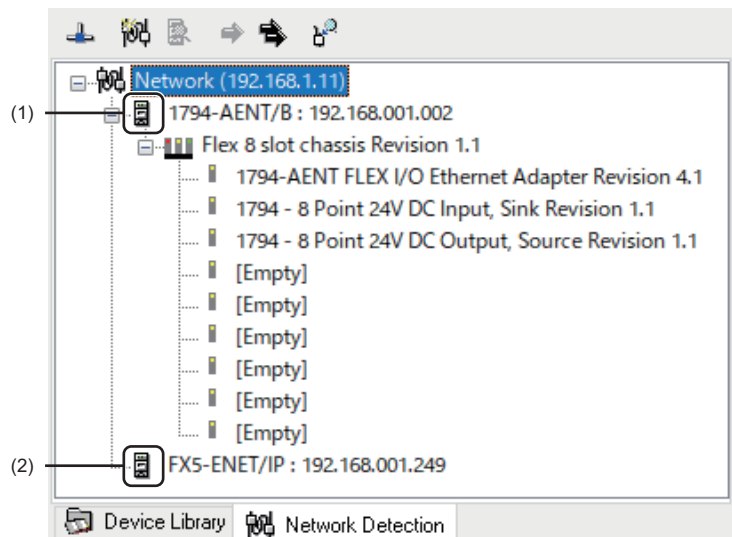 Network (192.168.1.11)
(1) 1794-AENT/B : 192.168.001.002
Flex 8 slot chassis Revision 1.1
1794-AENT FLEX I/O Ethernet Adapter Revision 4.1
1794 - 8 Point 24V DC Input, Sink Revision 1.1
1794 - 8 Point 24V DC Output, Source Revision 1.1
[Empty]
[Empty]
[Empty]
[Empty]
[Empty]
[Empty]
(2) FX5-ENET/IP : 192.168.001.249
Device Library Network Detection